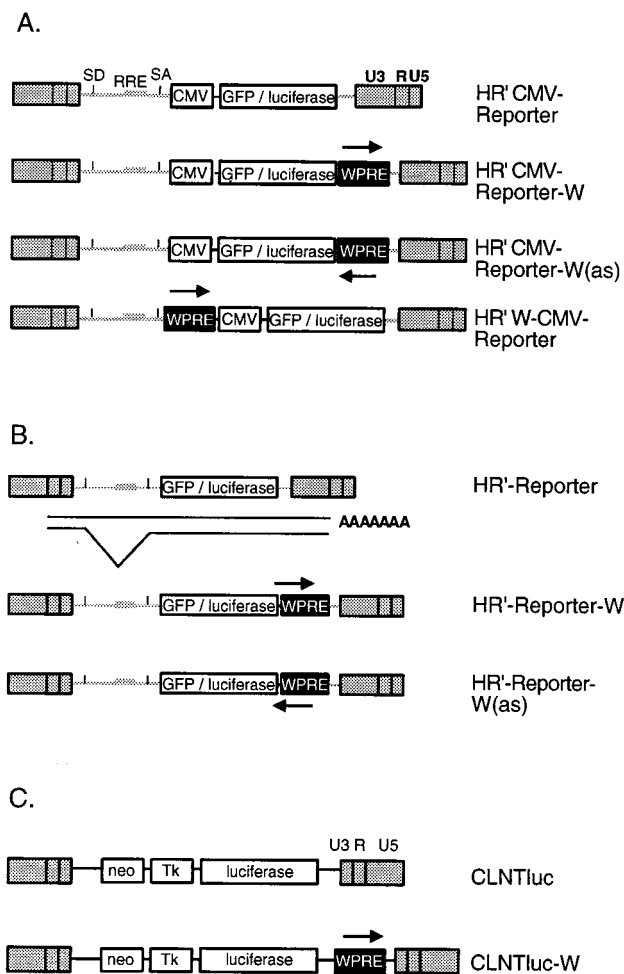 A.
SD RRE SA U3 R U5
CMV GFP / luciferase HR' CMV-
Reporter
CMV GFP / luciferase WPRE HR' CMV-
Reporter-W
CMV GFP / luciferase WPRE HR' CMV-
Reporter-W(as)
WPRE CMV GFP / luciferase HR' W-CMV-
Reporter
B.
GFP / luciferase HR'-Reporter
AAAAAAA
GFP / luciferase WPRE HR'-Reporter-W
GFP / luciferase WPRE HR'-Reporter-
W(as)
C.
U3 R U5
neo Tk luciferase CLNTluc
neo Tk luciferase WPRE CLNTluc-W